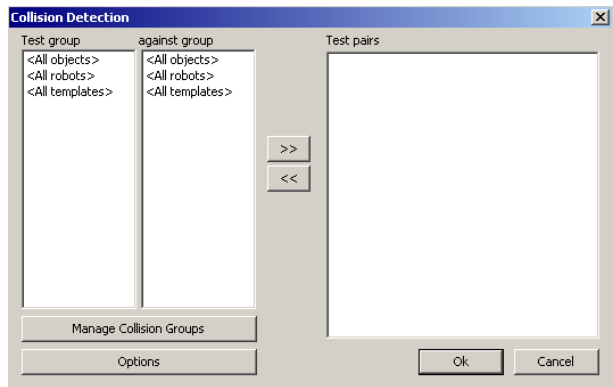 Collision Detection
Test group
against group
Test pairs
<All objects>
<All robots>
<All templates>
<All objects>
<All robots>
<All templates>
>>
<<
Manage Collision Groups
Options
Ok
Cancel